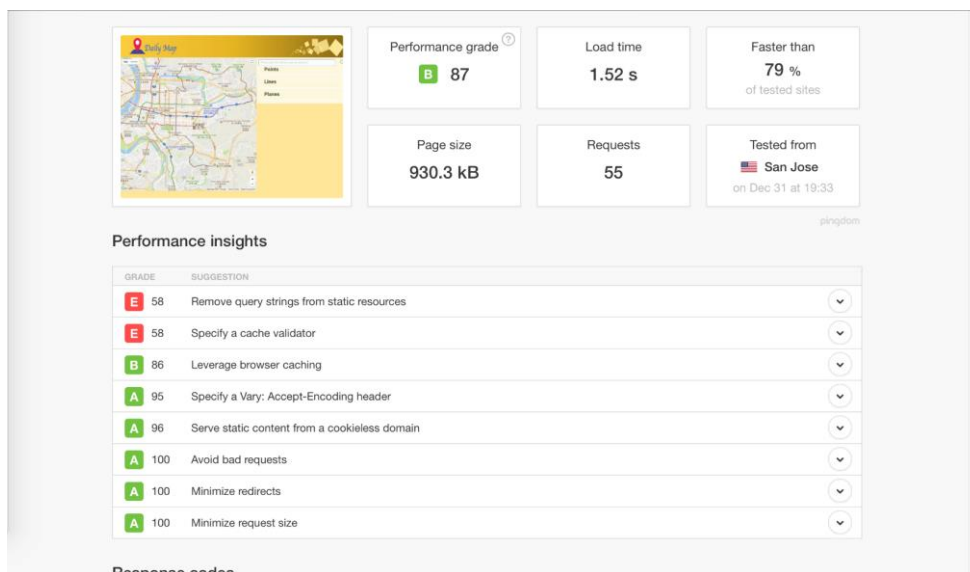 Daily Map
Points
Lines
Planes
Performance grade ?
B 87
Load time
1.52 s
Faster than
79 %
of tested sites
Page size
930.3 kB
Requests
55
Tested from
San Jose
on Dec 31 at 19:33
pingdom
Performance insights
GRADE SUGGESTION
E 58 Remove query strings from static resources
E 58 Specify a cache validator
B 86 Leverage browser caching
A 95 Specify a Vary: Accept-Encoding header
A 96 Serve static content from a cookieless domain
A 100 Avoid bad requests
A 100 Minimize redirects
A 100 Minimize request size
Response codes